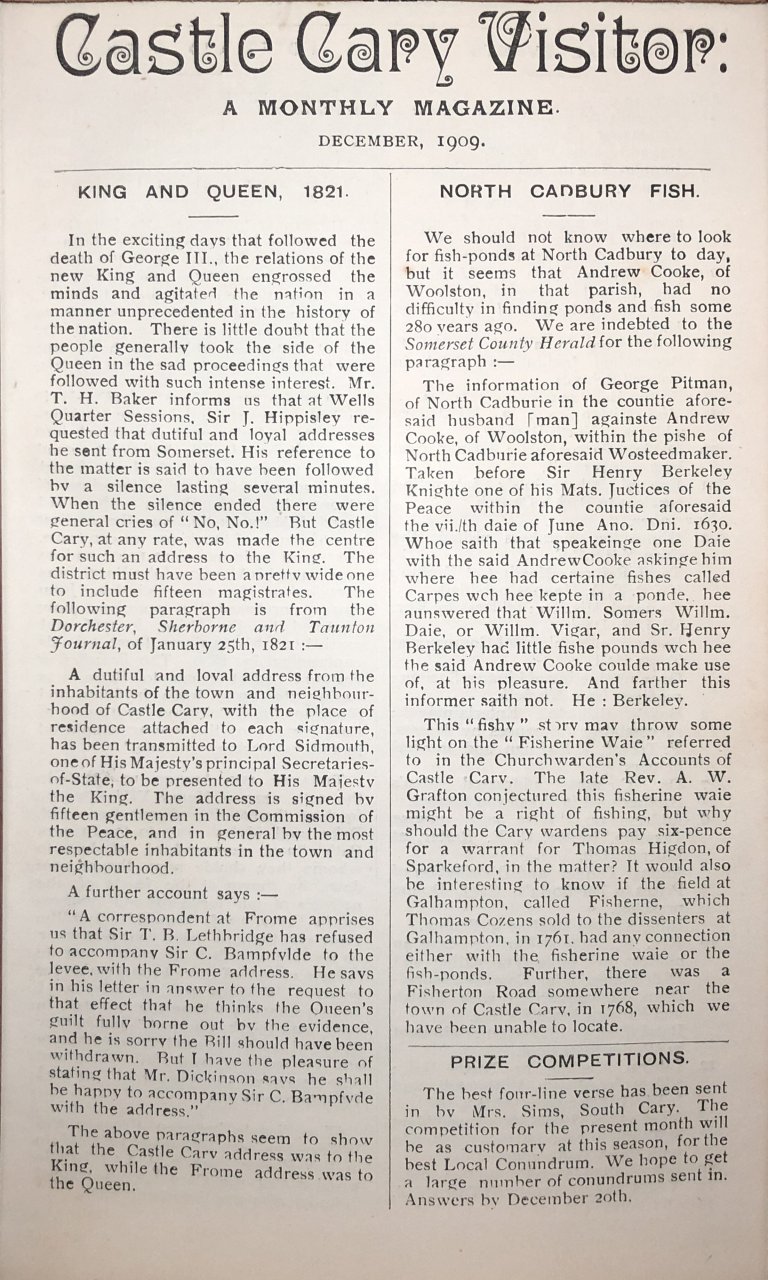 Castle Cary Visitor:
A MONTHLY MAGAZINE.
DECEMBER, 1909.
KING AND QUEEN, 1821.
In the exciting days that followed the
death of George III., the relations of the
new King and Queen engrossed the
minds and agitated the nation in a
manner unprecedented in the history of
the nation. There is little doubt that the
people generally took the side of the
Queen in the sad proceedings that were
followed with such intense interest. Mr.
T. H. Baker informs us that at Wells
Quarter Sessions, Sir J. Hippisley re-
quested that dutiful and loyal addresses
be sent from Somerset. His reference to
the matter is said to have been followed
by a silence lasting several minutes.
When the silence ended there were
general cries of "No, No.!" But Castle
Cary, at any rate, was made the centre
for such an address to the King. The
district must have been a pretty wide one
to include fifteen magistrates. The
following paragraph is from the
Dorchester, Sherborne and Taunton
Journal, of January 25th, 1821 :—
A dutiful and loyal address from the
inhabitants of the town and neighbour-
hood of Castle Cary, with the place of
residence attached to each signature,
has been transmitted to Lord Sidmouth,
one of His Majesty's principal Secretaries-
of-State, to be presented to His Majesty
the King. The address is signed by
fifteen gentlemen in the Commission of
the Peace, and in general by the most
respectable inhabitants in the town and
neighbourhood.
A further account says :—
"A correspondent at Frome apprises
us that Sir T. B. Lethbridge has refused
to accompany Sir C. Bampfylde to the
levee, with the Frome address. He says
in his letter in answer to the request to
that effect that he thinks the Queen's
guilt fully borne out by the evidence,
and he is sorry the Bill should have been
withdrawn. But I have the pleasure of
stating that Mr. Dickinson says he shall
be happy to accompany Sir C. Bampfyde
with the address."
The above paragraphs seem to show
that the Castle Cary address was to the
King, while the Frome address was to
the Queen.
NORTH CADBURY FISH.
We should not know where to look
for fish-ponds at North Cadbury to day,
but it seems that Andrew Cooke, of
Woolston, in that parish, had no
difficulty in finding ponds and fish some
280 years ago. We are indebted to the
Somerset County Herald for the following
paragraph :—
The information of George Pitman,
of North Cadburie in the countie afore-
said husband [man] againste Andrew
Cooke, of Woolston, within the pishe of
North Cadburie aforesaid Wosteedmaker.
Taken before Sir Henry Berkeley
Knighte one of his Mats. Juctices of the
Peace within the countie aforesaid
the vii./th daie of June Ano. Dni. 1630.
Whoe saith that speakeinge one Daie
with the said Andrew Cooke askinge him
where hee had certaine fishes called
Carpes wch hee kepte in a ponde, hee
aunswered that Willm. Somers Willm.
Daie, or Willm. Vigar, and Sr. Henry
Berkeley had little fishe pounds wch hee
the said Andrew Cooke coulde make use
of, at his pleasure. And farther this
informer saith not. He : Berkeley.
This "fishy" story may throw some
light on the "Fisherine Waie" referred
to in the Churchwarden's Accounts of
Castle Cary. The late Rev. A. W.
Grafton conjectured this fisherine waie
might be a right of fishing, but why
should the Cary wardens pay six-pence
for a warrant for Thomas Higdon, of
Sparkeford, in the matter? It would also
be interesting to know if the field at
Galhampton, called Fisherne, which
Thomas Cozens sold to the dissenters at
Galhampton, in 1761, had any connection
either with the fisherine waie or the
fish-ponds. Further, there was a
Fisherton Road somewhere near the
town of Castle Cary, in 1768, which we
have been unable to locate.
PRIZE COMPETITIONS.
The best four-line verse has been sent
in by Mrs. Sims, South Cary. The
competition for the present month will
be as customary at this season, for the
best Local Conundrum. We hope to get
a large number of conundrums sent in.
Answers by December 20th.